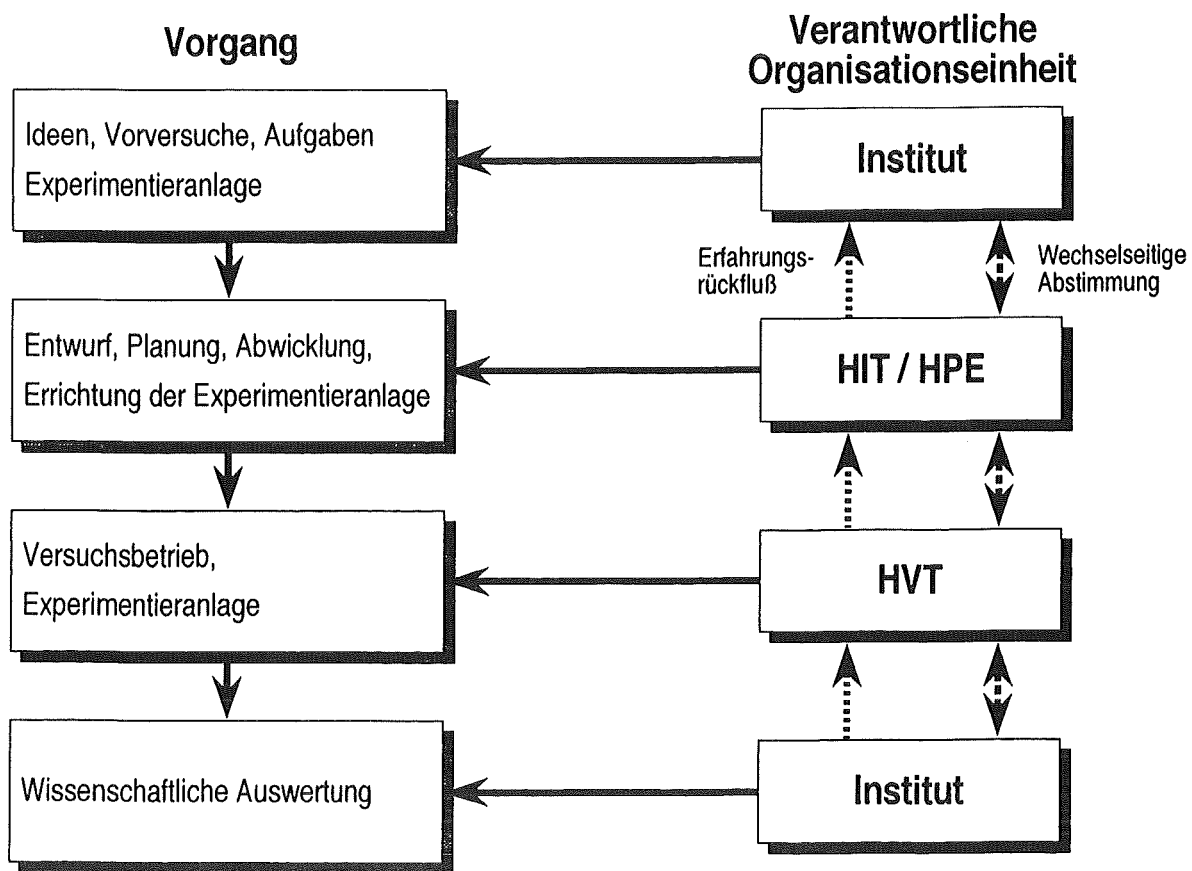 Vorgang
Verantwortliche
Organisationseinheit
Ideen, Vorversuche, Aufgaben
Experimentieranlage
Institut
Erfahrungs-
rückfluß
Wechselseitige
Abstimmung
Entwurf, Planung, Abwicklung,
Errichtung der Experimentieranlage
HIT / HPE
Versuchsbetrieb,
Experimentieranlage
HVT
Wissenschaftliche Auswertung
Institut